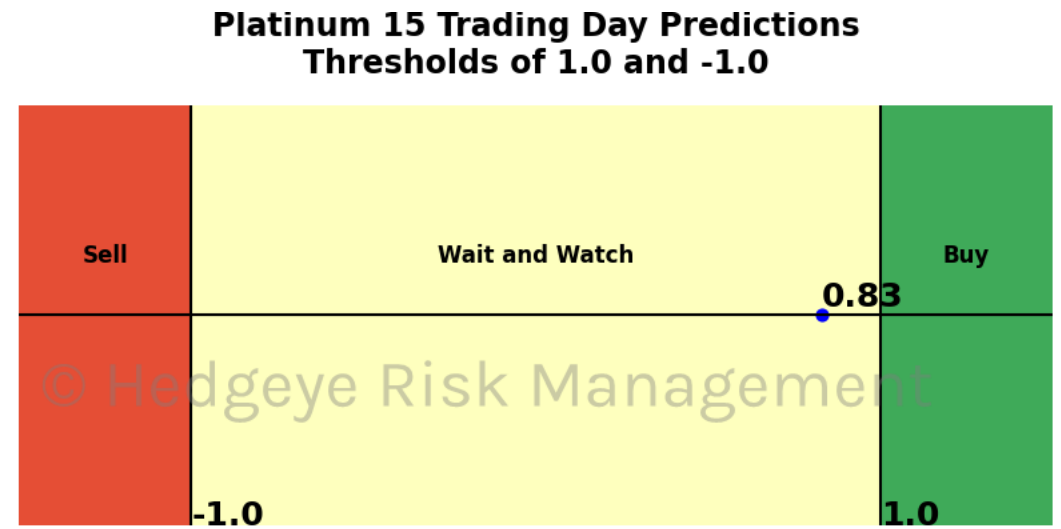 Platinum 15 Trading Day Predictions
Thresholds of 1.0 and -1.0
Sell
Wait and Watch
Buy
0.83
© Hedgeye Risk Management
-1.0
1.0